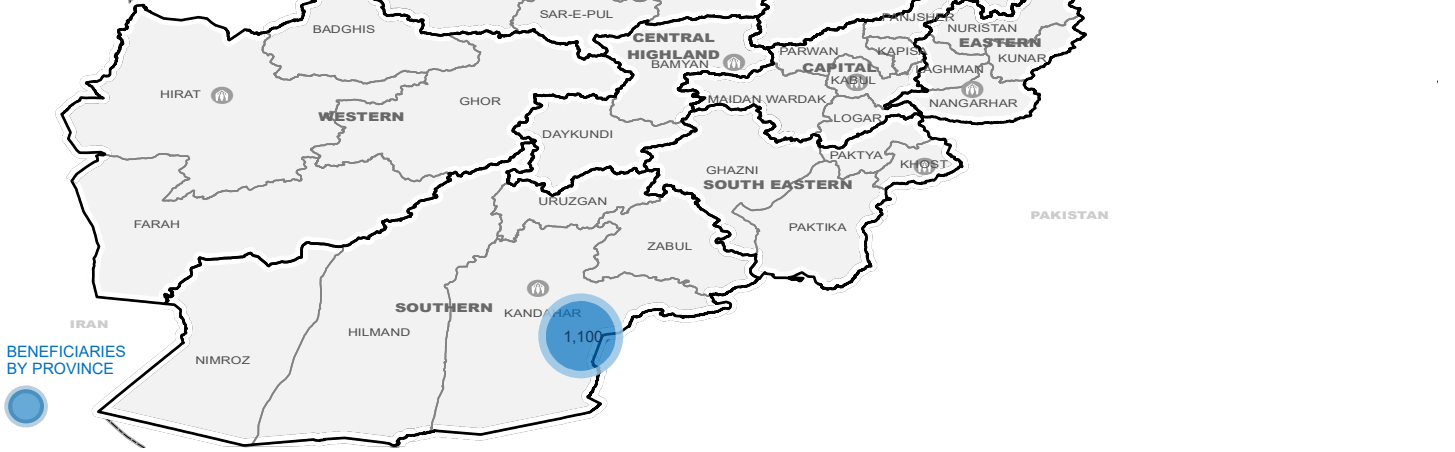 SAR-E-PUL
PANJSHER
BADGHIS
NURISTAN
CENTRAL
HIGHLAND
EASTERN
PARWAN
KAPISA
KUNAR
BAMYAN
CAPITAL
LAGHMAN
KABUL
HIRAT
GHOR
MAIDAN WARDAK
NANGARHAR
WESTERN
LOGAR
DAYKUNDI
PAKTYA
KHOST
GHAZNI
SOUTH EASTERN
URUZGAN
PAKISTAN
FARAH
PAKTIKA
ZABUL
SOUTHERN
KANDAHAR
IRAN
HILMAND
1,100
BENEFICIARIES
BY PROVINCE
NIMROZ